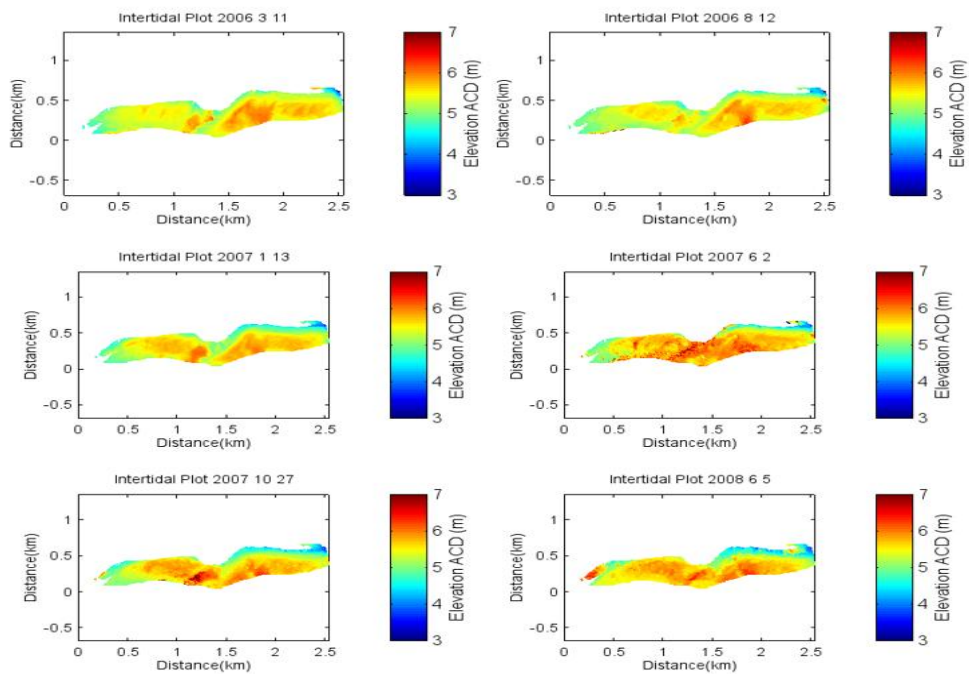 Intertidal Plot 2006 3 11
Distance(km)
1
0.5
0
-0.5
0 0.5 1 1.5 2 2.5
Distance(km)
7
6
5
4
3
Elevation ACD (m)
Intertidal Plot 2006 8 12
Distance(km)
1
0.5
0
-0.5
0 0.5 1 1.5 2 2.5
Distance(km)
7
6
5
4
3
Elevation ACD (m)
Intertidal Plot 2007 1 13
Distance(km)
1
0.5
0
-0.5
0 0.5 1 1.5 2 2.5
Distance(km)
7
6
5
4
3
Elevation ACD (m)
Intertidal Plot 2007 6 2
Distance(km)
1
0.5
0
-0.5
0 0.5 1 1.5 2 2.5
Distance(km)
7
6
5
4
3
Elevation ACD (m)
Intertidal Plot 2007 10 27
Distance(km)
1
0.5
0
-0.5
0 0.5 1 1.5 2 2.5
Distance(km)
7
6
5
4
3
Elevation ACD (m)
Intertidal Plot 2008 6 5
Distance(km)
1
0.5
0
-0.5
0 0.5 1 1.5 2 2.5
Distance(km)
7
6
5
4
3
Elevation ACD (m)